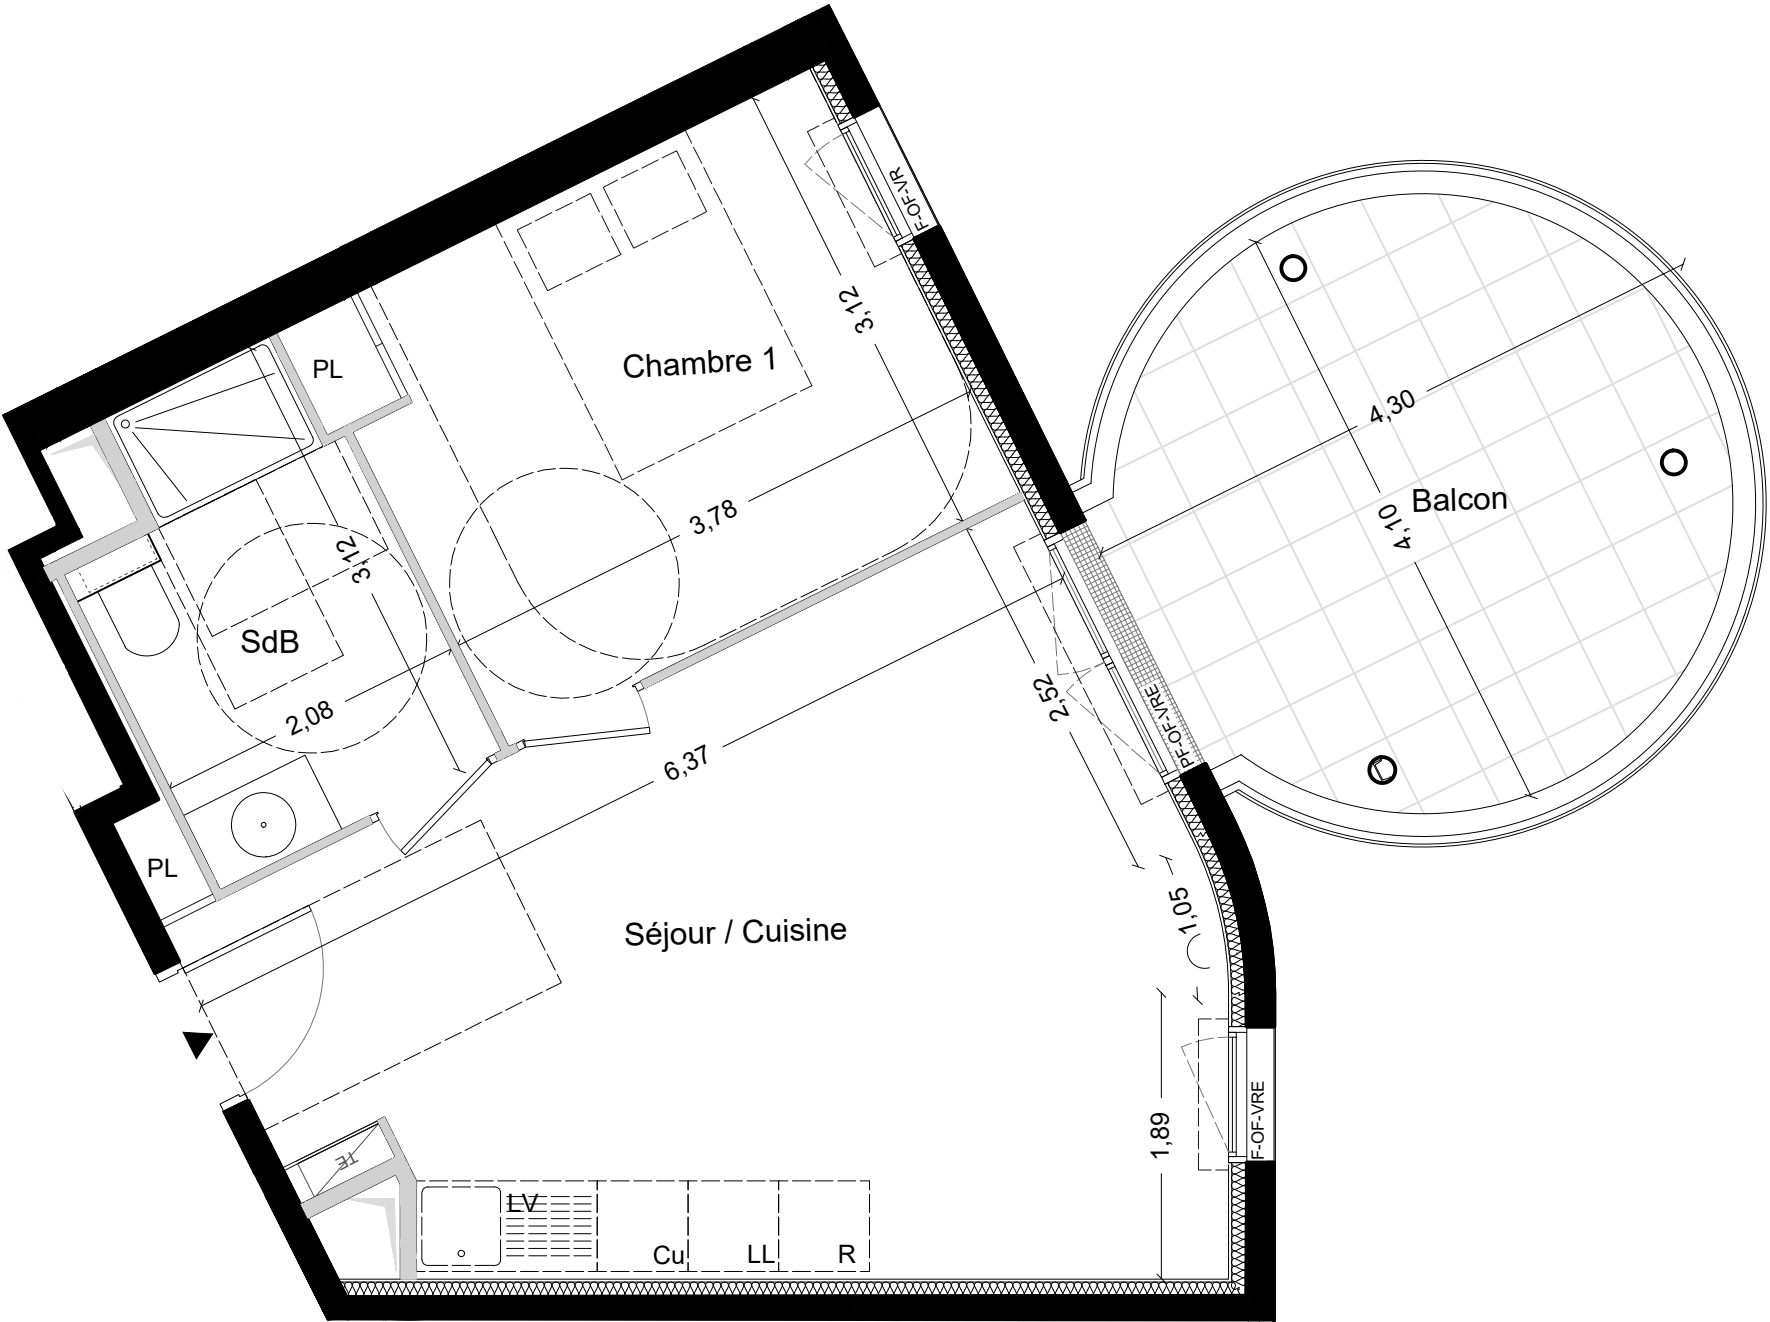 F-OF-VR
3,12
PL
Chambre 1
4,30
Balcon
4,10
3,78
3,12
SdB
2,08
2,52
PF-OF-VRE
6,37
PL
1,05
Séjour / Cuisine
1,89
F-OF-VRE
TE
LV
Cu
LL
R